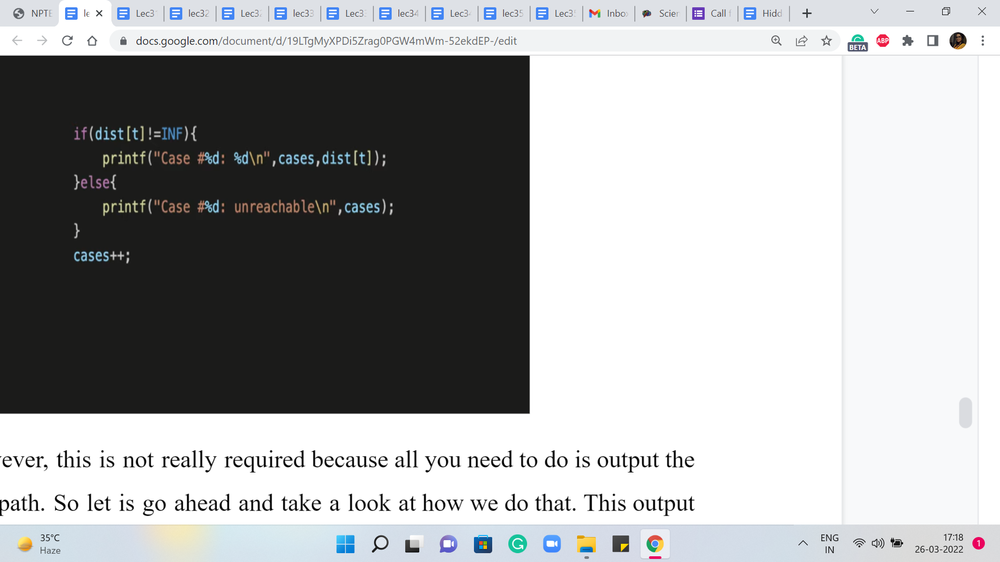 NPTE
le
Lec3
lec32
Lec3
lec33
Lec3
lec34
Lec3
lec35
Lec3
Inbo
Scien
Call f
Hidd
docs.google.com/document/d/19LTgMyXPDi5Zrag0PGW4mWm-52ekdEP-/edit
BETA
ABP
if(dist[t]!=INF){
printf("Case #%d: %d\n",cases,dist[t]);
}else{
printf("Case #%d: unreachable\n",cases);
}
cases++;
ever, this is not really required because all you need to do is output the
path. So let is go ahead and take a look at how we do that. This output
35°C
Haze
ENG
IN
17:18
26-03-2022
1